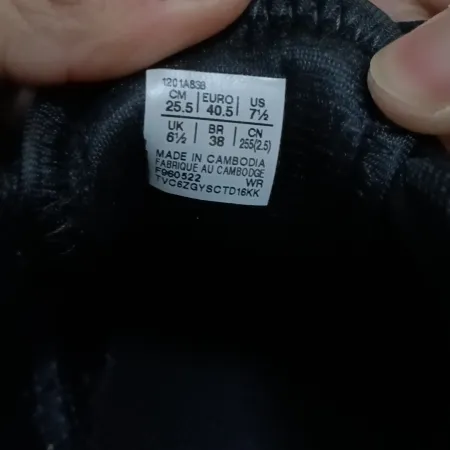 1201A838
CM | EURO | US
25.5 | 40.5 | 7½
UK | BR | CN
6½ | 38 | 255(2.5)
MADE IN CAMBODIA
FABRIQUE AU CAMBODGE
F960522 WR
TVC6ZGYSCTD16KK